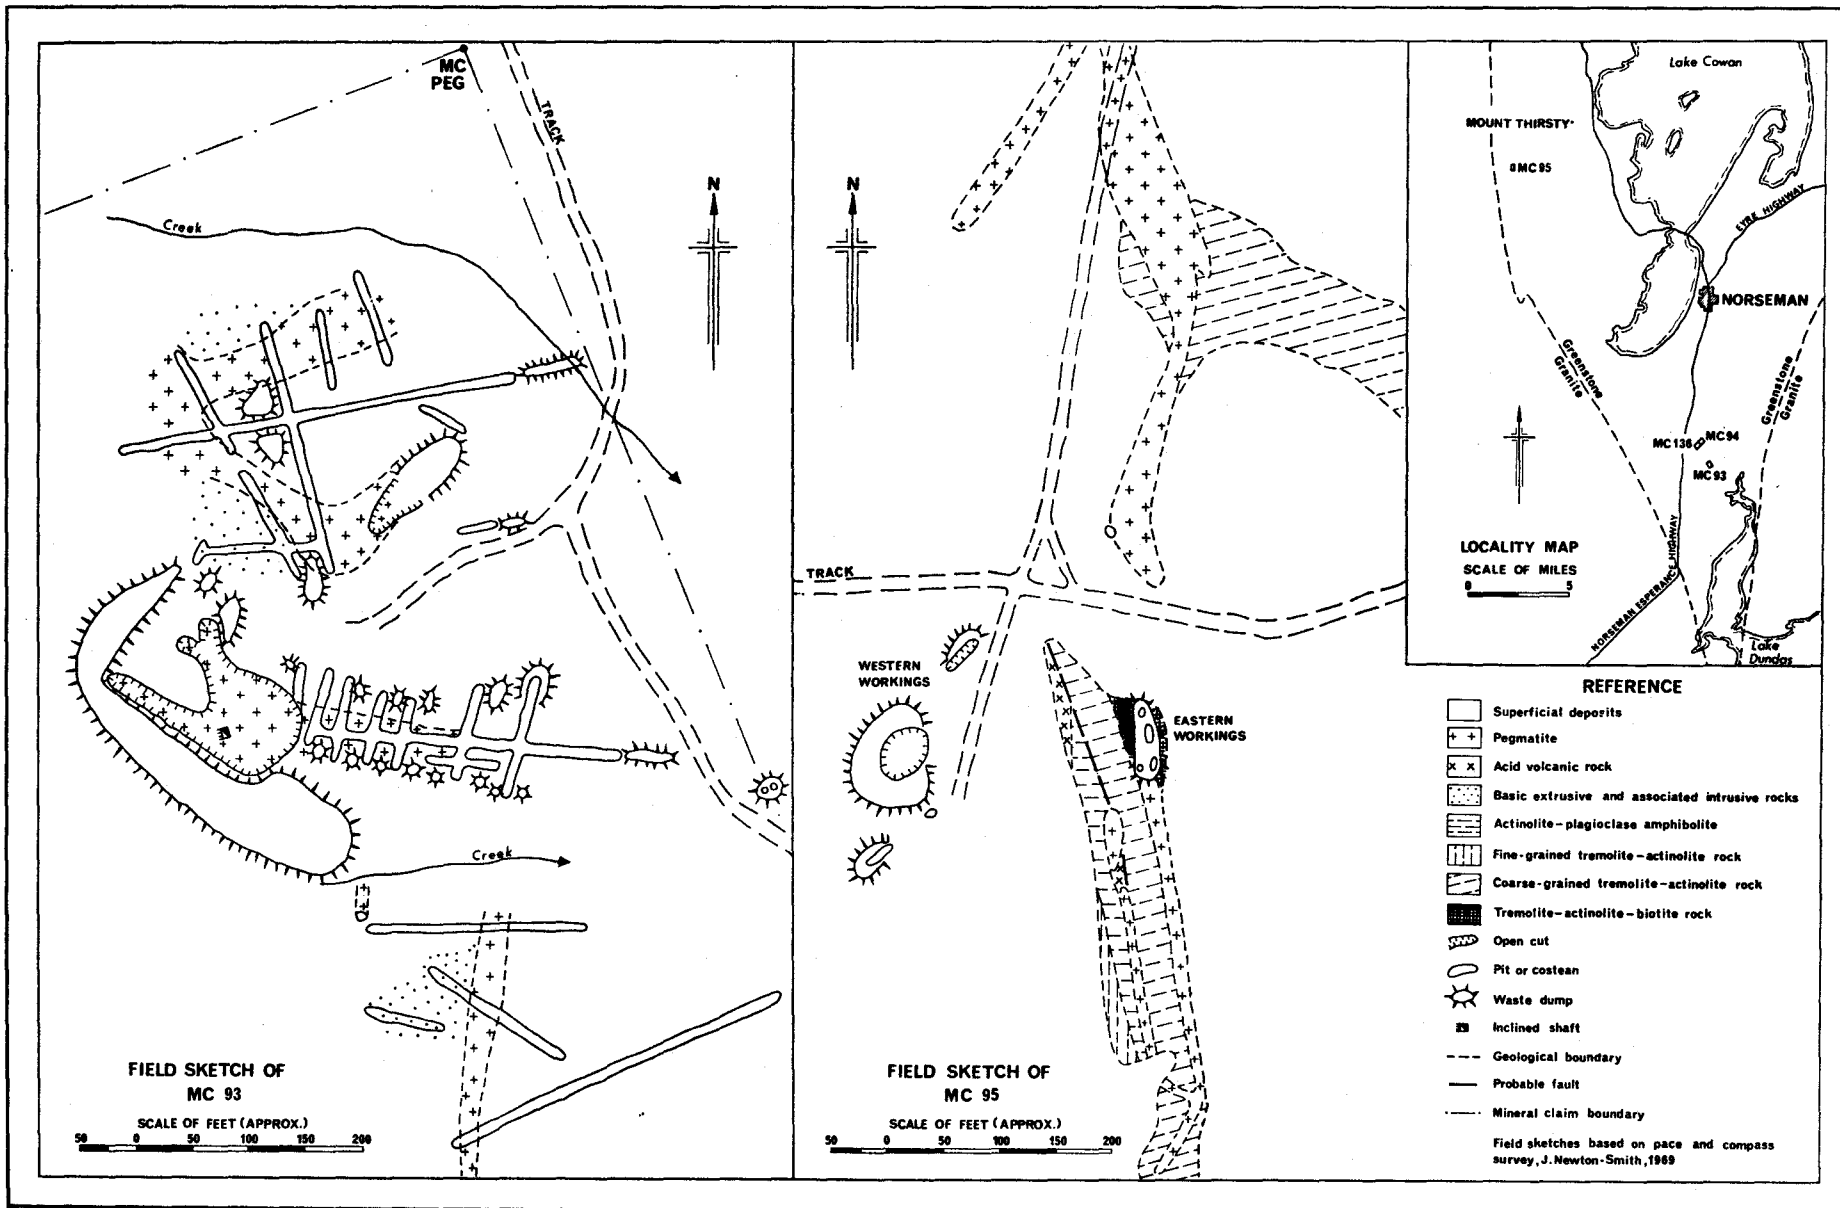 MC
PEG
TRACK
Creek
N
Creek
FIELD SKETCH OF
MC 93
SCALE OF FEET (APPROX.)
50 0 50 100 150 200
N
TRACK
WESTERN
WORKINGS
EASTERN
WORKINGS
FIELD SKETCH OF
MC 95
SCALE OF FEET (APPROX.)
50 0 50 100 150 200
Lake Cowan
MOUNT THIRSTY
MC 95
EYRE HIGHWAY
NORSEMAN
Greenstone
Granite
Greenstone
Granite
MC 94
MC 136
MC 93
LOCALITY MAP
SCALE OF MILES
0 5
NORSEMAN ESPERANCE HIGHWAY
Lake
Dundas
REFERENCE
Superficial deposits
Pegmatite
Acid volcanic rock
Basic extrusive and associated intrusive rocks
Actinolite-plagioclase amphibolite
Fine-grained tremolite-actinolite rock
Coarse-grained tremolite-actinolite rock
Tremolite-actinolite-biotite rock
Open cut
Pit or costean
Waste dump
Inclined shaft
Geological boundary
Probable fault
Mineral claim boundary
Field sketches based on pace and compass
survey, J. Newton-Smith, 1969